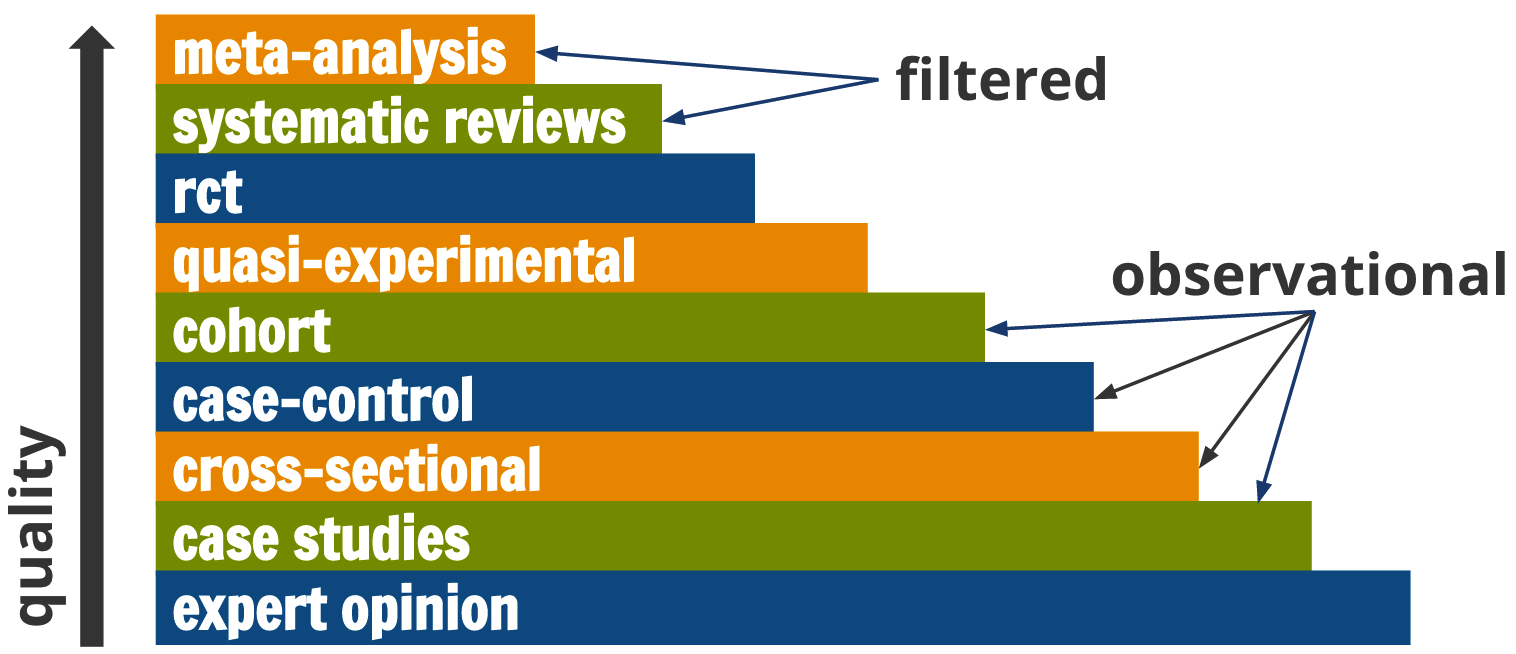 meta-analysis
filtered
systematic reviews
rct
quasi-experimental
observational
cohort
case-control
cross-sectional
case studies
expert opinion
quality